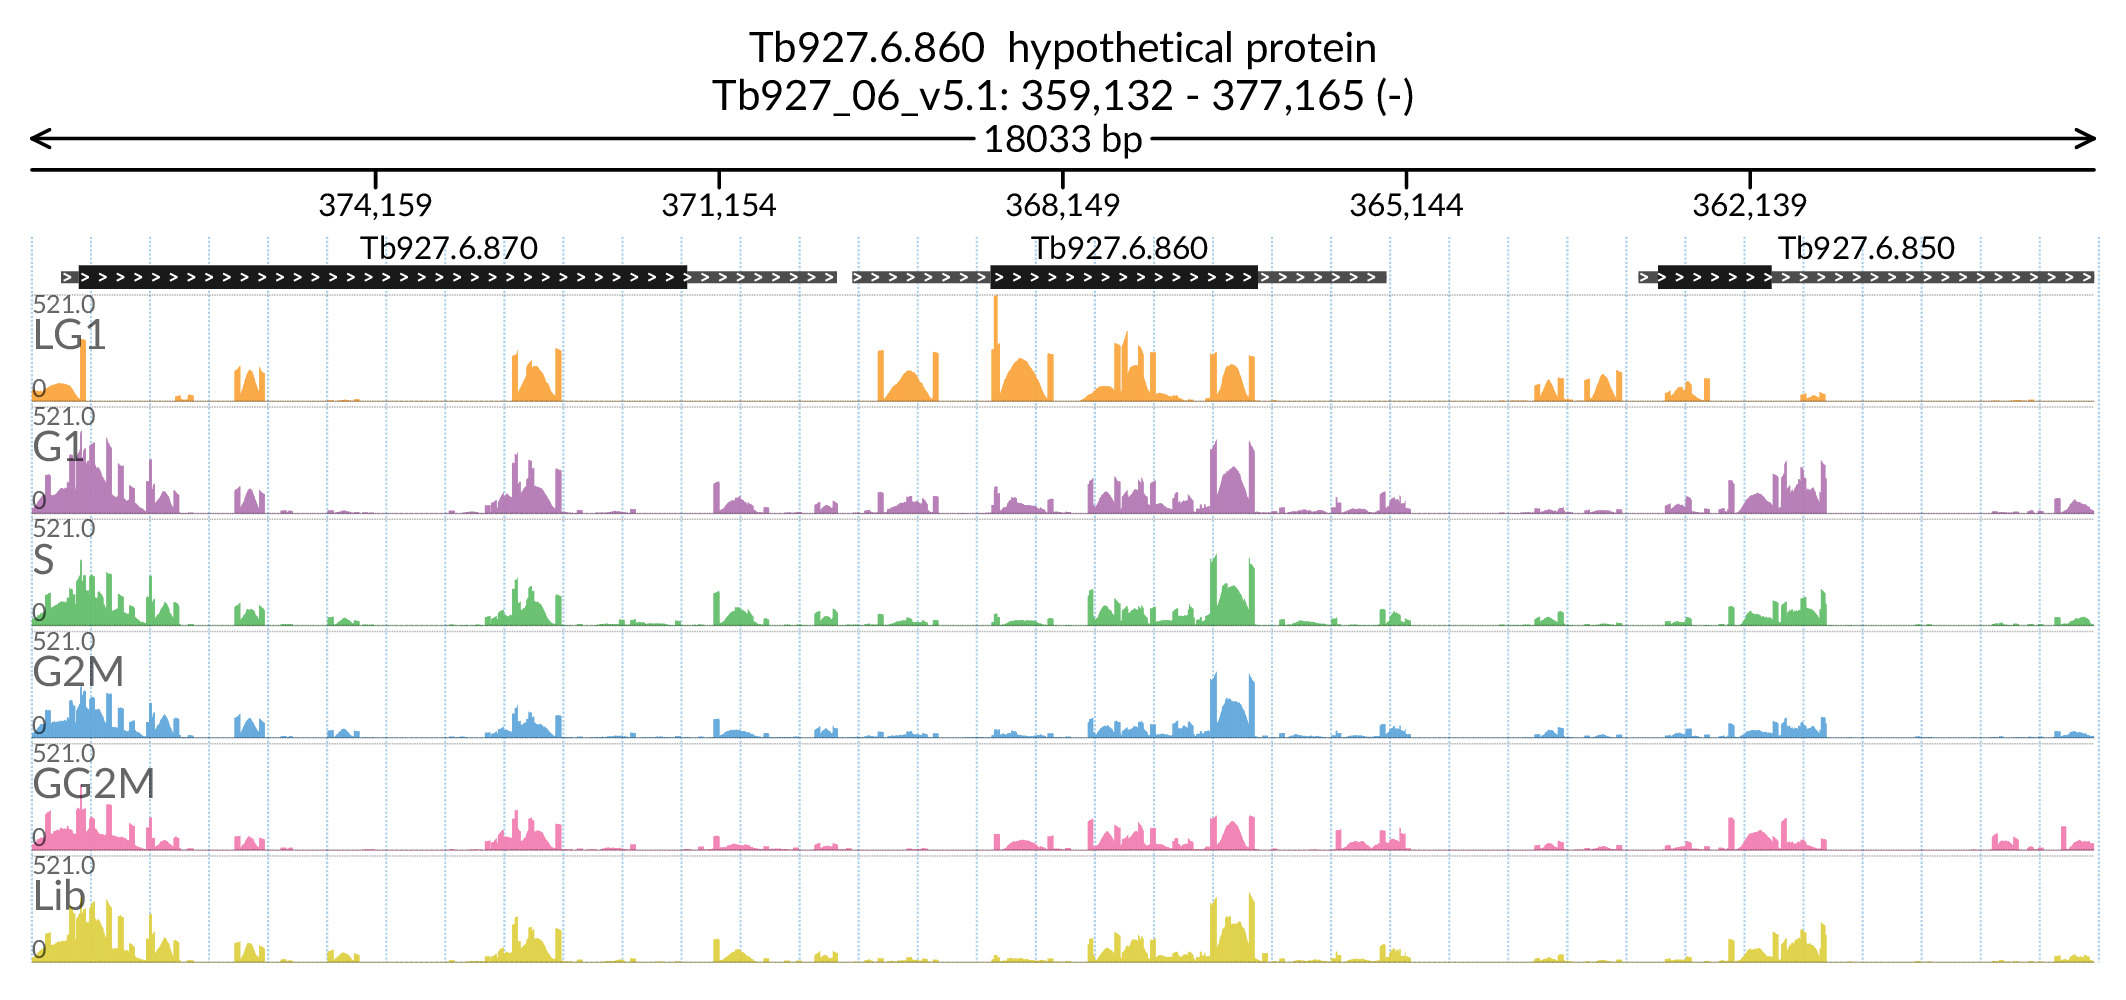 Tb927.6.860 hypothetical protein
Tb927_06_v5.1: 359,132 - 377,165 (-)
18033 bp
374,159 371,154 368,149 365,144 362,139
Tb927.6.870 Tb927.6.860 Tb927.6.850
521.0
LG1
0
521.0
G1
0
521.0
S
0
521.0
G2M
0
521.0
GG2M
0
521.0
Lib
0